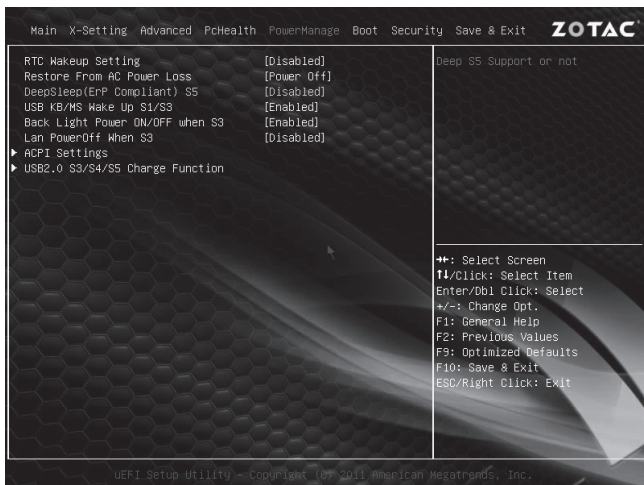 Main X-Setting Advanced PcHealth PowerManage Boot Security Save & Exit ZOTAC
RTC Wakeup Setting [Disabled]
Restore From AC Power Loss [Power Off]
DeepSleep(ErP Compliant) S5 [Disabled]
USB KB/MS Wake Up S1/S3 [Enabled]
Back Light Power ON/OFF when S3 [Enabled]
Lan PowerOff When S3 [Disabled]
ACPI Settings
USB2.0 S3/S4/S5 Charge Function
Deep S5 Support or not
→←: Select Screen
↑↓/Click: Select Item
Enter/Dbl Click: Select
+/-: Change Opt.
F1: General Help
F2: Previous Values
F9: Optimized Defaults
F10: Save & Exit
ESC/Right Click: Exit
uEFI Setup Utility - Copyright (C) 2011 American Megatrends, Inc.